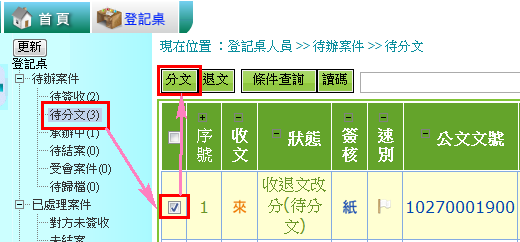 首頁
登記桌
更新
現在位置 ：登記桌人員 >> 待辦案件 >> 待分文
登記桌
待辦案件
待簽收(2)
待分文(3)
承辦中(1)
待結案(0)
受會案件(0)
待歸檔(0)
已處理案件
對方未簽收
未結案
分文 退文 條件查詢 讀碼
序號 收文 狀態 簽核 速別 公文文號
1 來 收退文改分(待分文) 紙 10270001900